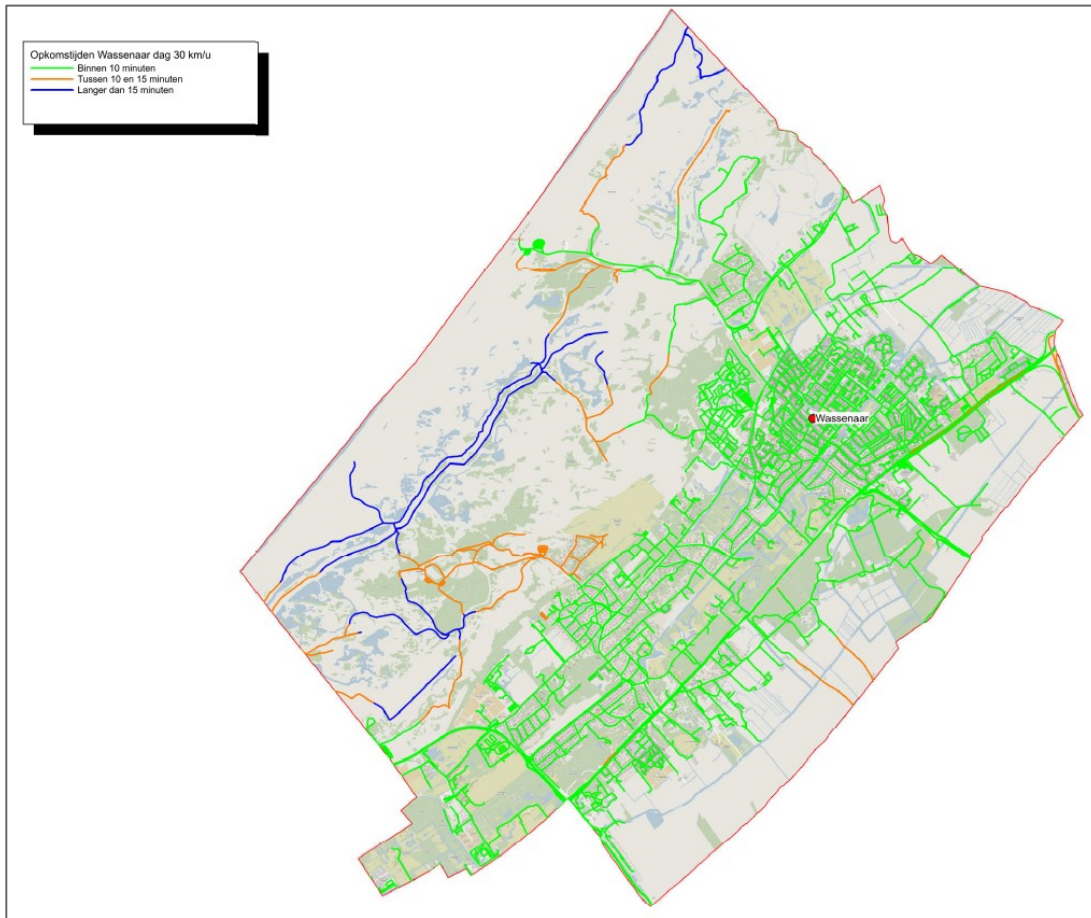 Opkomstijden Wassenaar dag 30 km/u
Binnen 10 minuten
Tussen 10 en 15 minuten
Langer dan 15 minuten
Wassenaar